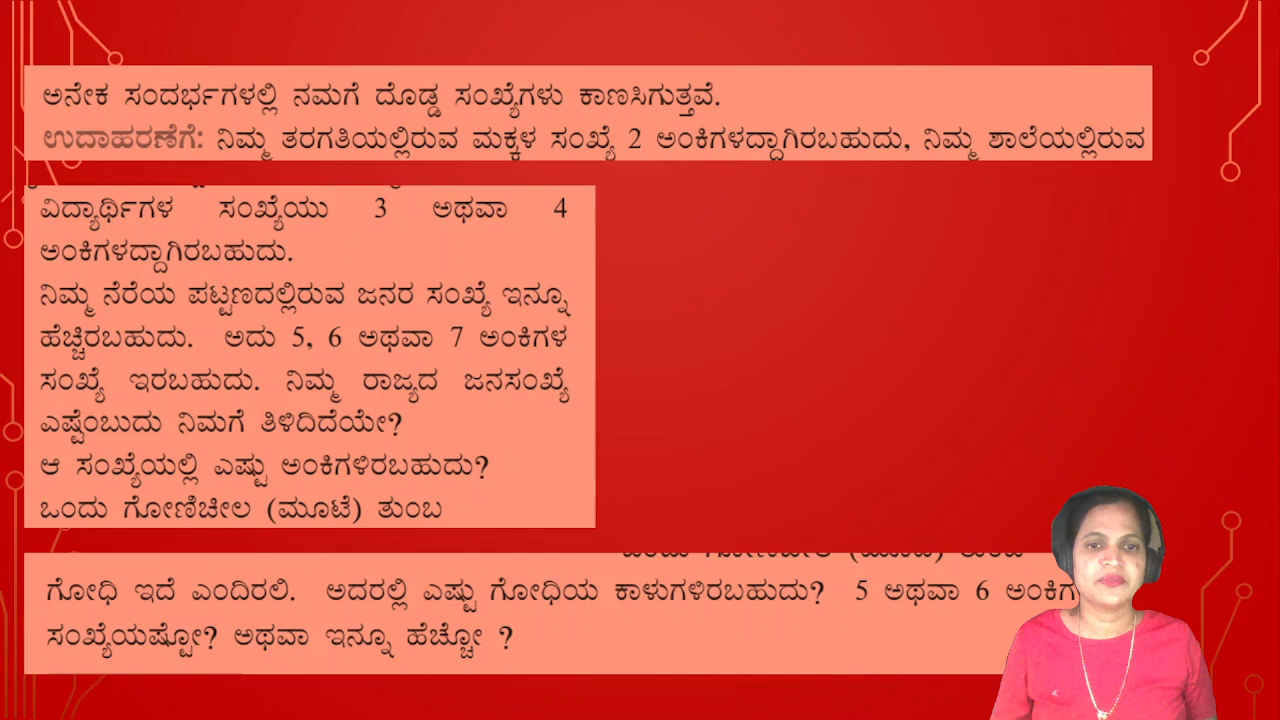 ಅನೇಕ ಸಂದರ್ಭಗಳಲ್ಲಿ ನಮಗೆ ದೊಡ್ಡ ಸಂಖ್ಯೆಗಳು ಕಾಣಸಿಗುತ್ತವೆ.
ಉದಾಹರಣೆಗೆ: ನಿಮ್ಮ ತರಗತಿಯಲ್ಲಿರುವ ಮಕ್ಕಳ ಸಂಖ್ಯೆ 2 ಅಂಕಿಗಳದ್ದಾಗಿರಬಹುದು, ನಿಮ್ಮ ಶಾಲೆಯಲ್ಲಿರುವ
ವಿದ್ಯಾರ್ಥಿಗಳ ಸಂಖ್ಯೆಯು 3 ಅಥವಾ 4
ಅಂಕಿಗಳದ್ದಾಗಿರಬಹುದು.
ನಿಮ್ಮ ನೆರೆಯ ಪಟ್ಟಣದಲ್ಲಿರುವ ಜನರ ಸಂಖ್ಯೆ ಇನ್ನೂ
ಹೆಚ್ಚಿರಬಹುದು. ಅದು 5, 6 ಅಥವಾ 7 ಅಂಕಿಗಳ
ಸಂಖ್ಯೆ ಇರಬಹುದು. ನಿಮ್ಮ ರಾಜ್ಯದ ಜನಸಂಖ್ಯೆ
ಎಷ್ಟೆಂಬುದು ನಿಮಗೆ ತಿಳಿದಿದೆಯೇ?
ಆ ಸಂಖ್ಯೆಯಲ್ಲಿ ಎಷ್ಟು ಅಂಕಿಗಳಿರಬಹುದು?
ಒಂದು ಗೋಣಿಚೀಲ (ಮೂಟೆ) ತುಂಬ
ಗೋಧಿ ಇದೆ ಎಂದಿರಲಿ. ಅದರಲ್ಲಿ ಎಷ್ಟು ಗೋಧಿಯ ಕಾಳುಗಳಿರಬಹುದು? 5 ಅಥವಾ 6
ಸಂಖ್ಯೆಯಷ್ಟೋ? ಅಥವಾ ಇನ್ನೂ ಹೆಚ್ಚೋ ?